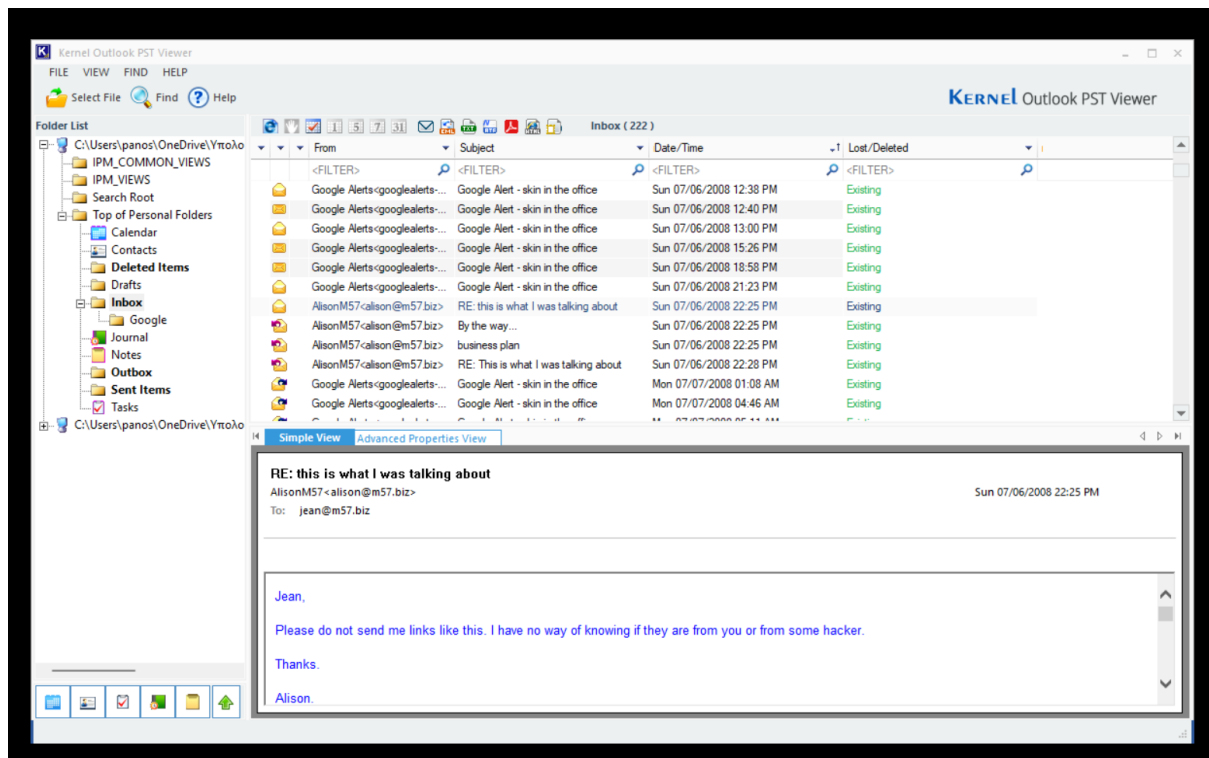 Kernel Outlook PST Viewer
FILE VIEW FIND HELP
Select File Find Help
KERNEL Outlook PST Viewer
Folder List
Inbox ( 222 )
C:\Users\panos\OneDrive\Υπολο
IPM_COMMON_VIEWS
IPM_VIEWS
Search Root
Top of Personal Folders
Calendar
Contacts
Deleted Items
Drafts
Inbox
Google
Journal
Notes
Outbox
Sent Items
Tasks
C:\Users\panos\OneDrive\Υπολο
1 5 7 31
From Subject Date/Time Lost/Deleted
<FILTER> <FILTER> <FILTER> <FILTER>
Google Alerts<googlealerts-... Google Alert - skin in the office Sun 07/06/2008 12:38 PM Existing
Google Alerts<googlealerts-... Google Alert - skin in the office Sun 07/06/2008 12:40 PM Existing
Google Alerts<googlealerts-... Google Alert - skin in the office Sun 07/06/2008 13:00 PM Existing
Google Alerts<googlealerts-... Google Alert - skin in the office Sun 07/06/2008 15:26 PM Existing
Google Alerts<googlealerts-... Google Alert - skin in the office Sun 07/06/2008 18:58 PM Existing
Google Alerts<googlealerts-... Google Alert - skin in the office Sun 07/06/2008 21:23 PM Existing
AlisonM57<alison@m57.biz> RE: this is what I was talking about Sun 07/06/2008 22:25 PM Existing
AlisonM57<alison@m57.biz> By the way... Sun 07/06/2008 22:25 PM Existing
AlisonM57<alison@m57.biz> business plan Sun 07/06/2008 22:25 PM Existing
AlisonM57<alison@m57.biz> RE: This is what I was talking about Sun 07/06/2008 22:28 PM Existing
Google Alerts<googlealerts-... Google Alert - skin in the office Mon 07/07/2008 01:08 AM Existing
Google Alerts<googlealerts-... Google Alert - skin in the office Mon 07/07/2008 04:46 AM Existing
Simple View Advanced Properties View
RE: this is what I was talking about
AlisonM57<alison@m57.biz> Sun 07/06/2008 22:25 PM
To: jean@m57.biz
Jean,
Please do not send me links like this. I have no way of knowing if they are from you or from some hacker.
Thanks.
Alison.